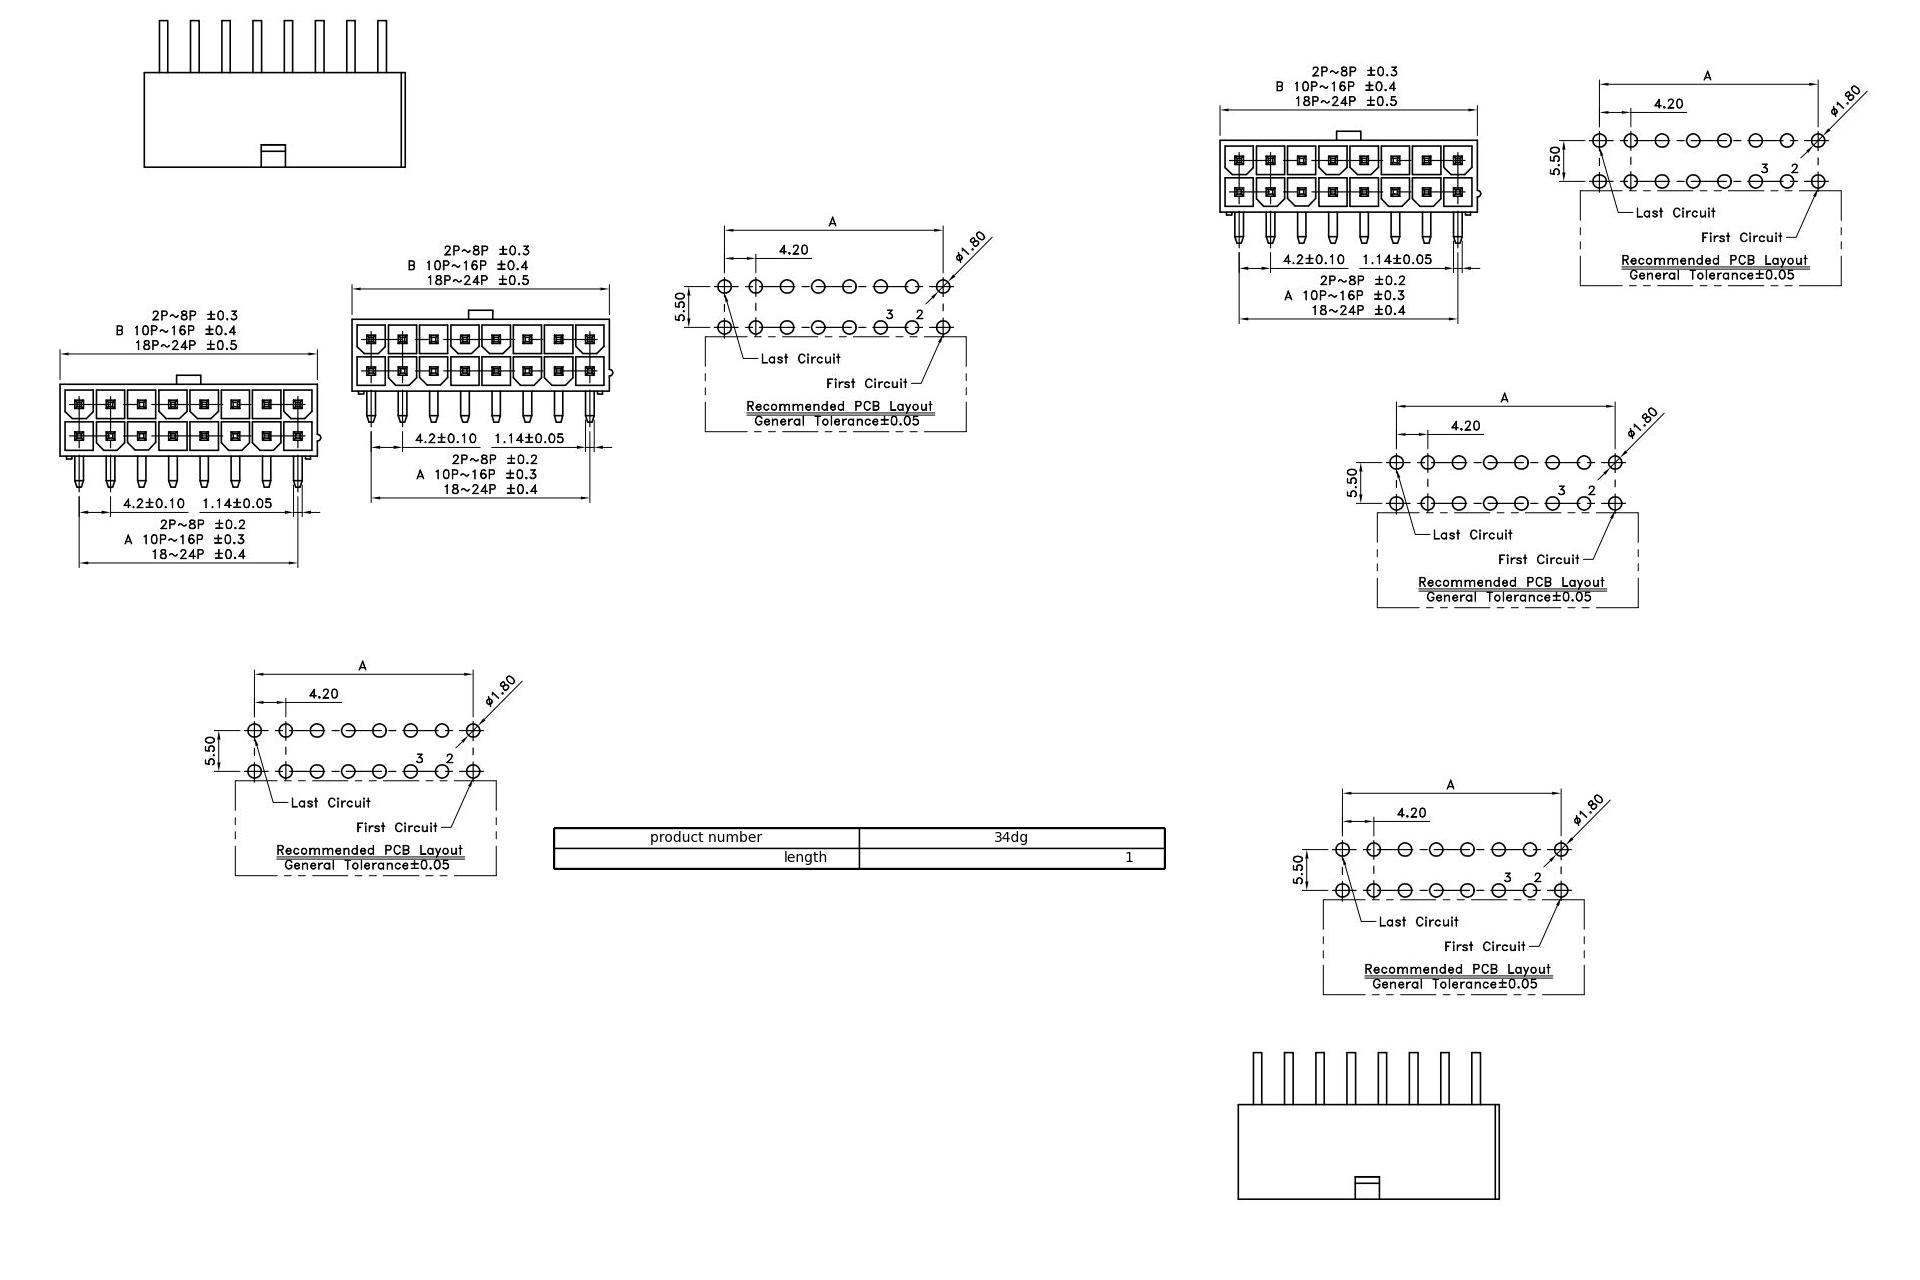 2P~8P ±0.3
B 10P~16P ±0.4
18P~24P ±0.5
4.2±0.10 1.14±0.05
2P~8P ±0.2
A 10P~16P ±0.3
18~24P ±0.4
A
4.20
ø1.80
5.50
3 2
Last Circuit
First Circuit
Recommended PCB Layout
General Tolerance±0.05
A
4.20
ø1.80
5.50
3 2
Last Circuit
First Circuit
Recommended PCB Layout
General Tolerance±0.05
2P~8P ±0.3
B 10P~16P ±0.4
18P~24P ±0.5
4.2±0.10 1.14±0.05
2P~8P ±0.2
A 10P~16P ±0.3
18~24P ±0.4
2P~8P ±0.3
B 10P~16P ±0.4
18P~24P ±0.5
4.2±0.10 1.14±0.05
2P~8P ±0.2
A 10P~16P ±0.3
18~24P ±0.4
A
4.20
ø1.80
5.50
3 2
Last Circuit
First Circuit
Recommended PCB Layout
General Tolerance±0.05
A
4.20
ø1.80
5.50
3 2
Last Circuit
First Circuit
Recommended PCB Layout
General Tolerance±0.05
product number 34dg
length 1
A
4.20
ø1.80
5.50
3 2
Last Circuit
First Circuit
Recommended PCB Layout
General Tolerance±0.05